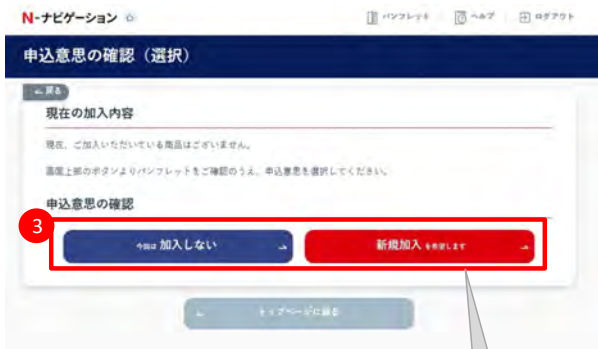 N-ナビゲーション
パンフレット ヘルプ ログアウト
申込意思の確認（選択）
戻る
現在の加入内容
現在、ご加入いただいている商品はございません。
画面上部のボタンよりパンフレットをご確認のうえ、申込意思を選択してください。
申込意思の確認
3
今回は 加入しない
新規加入 を希望します
トップページに戻る